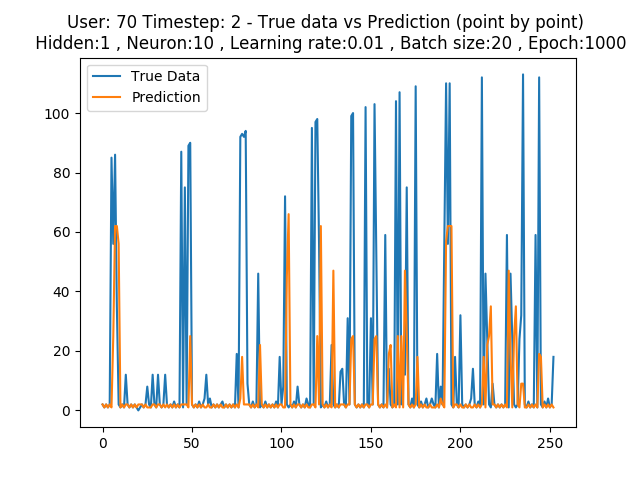 User: 70 Timestep: 2 - True data vs Prediction (point by point)
Hidden:1 , Neuron:10 , Learning rate:0.01 , Batch size:20 , Epoch:1000
True Data
Prediction
100
80
60
40
20
0
0 50 100 150 200 250